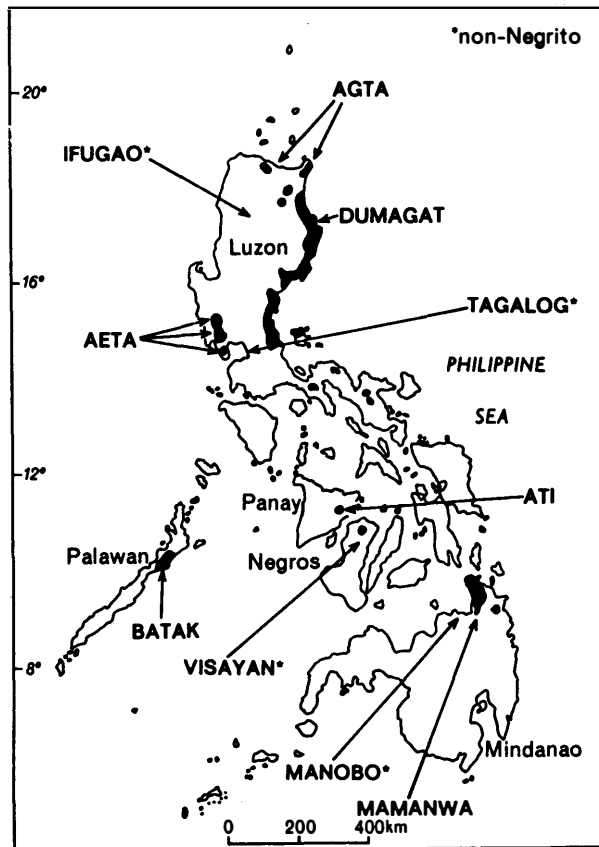 *non-Negrito
20°
AGTA
IFUGAO*
DUMAGAT
Luzon
16°
TAGALOG*
AETA
PHILIPPINE
SEA
12°
Panay
ATI
Palawan
Negros
BATAK
VISAYAN*
8°
Mindanao
MANOBO*
MAMANWA
0 200 400km